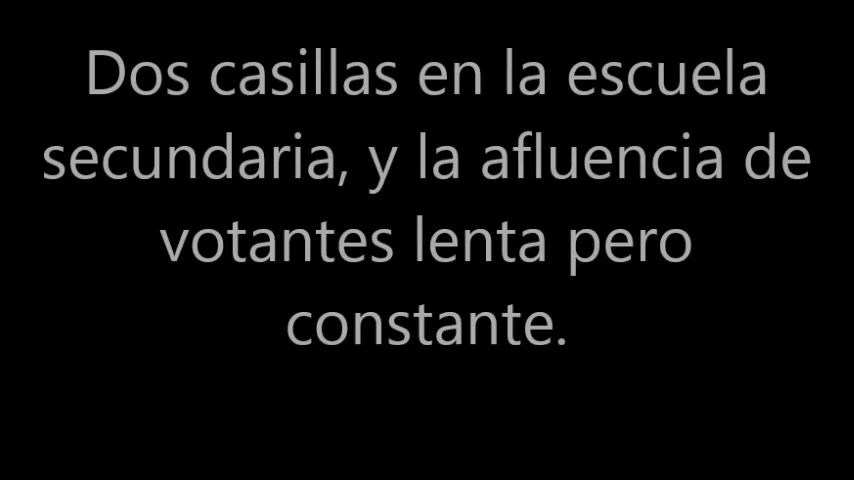 Dos casillas en la escuela
secundaria, y la afluencia de
votantes lenta pero
constante.